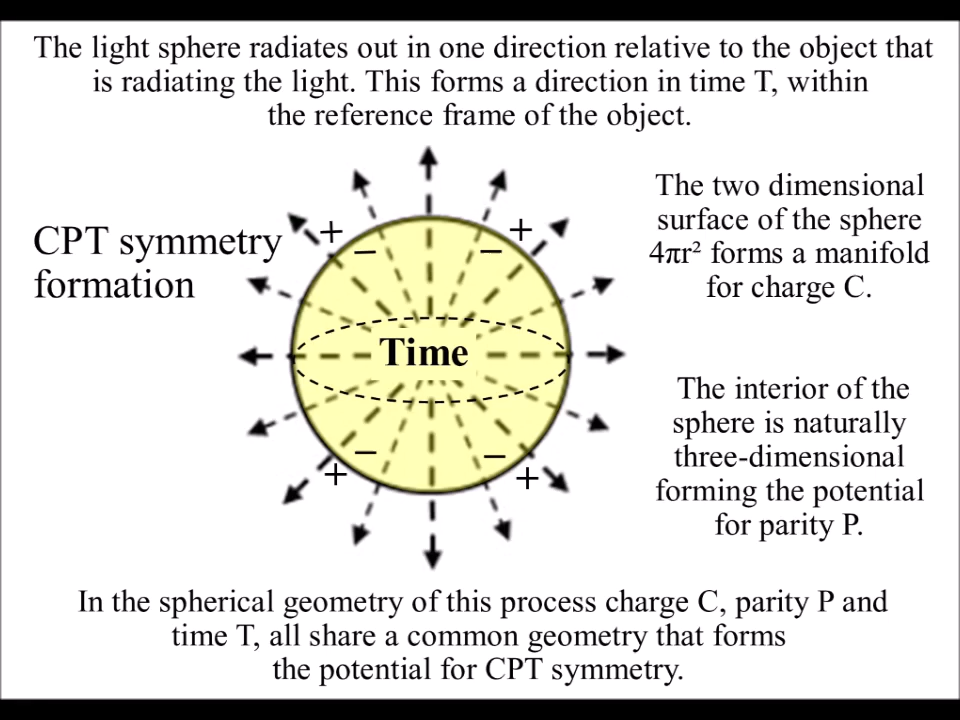 The light sphere radiates out in one direction relative to the object that
is radiating the light. This forms a direction in time T, within
the reference frame of the object.
CPT symmetry
formation
+
−
−
+
The two dimensional
surface of the sphere
4πr² forms a manifold
for charge C.
Time
The interior of the
sphere is naturally
three-dimensional
forming the potential
for parity P.
+
−
−
+
In the spherical geometry of this process charge C, parity P and
time T, all share a common geometry that forms
the potential for CPT symmetry.